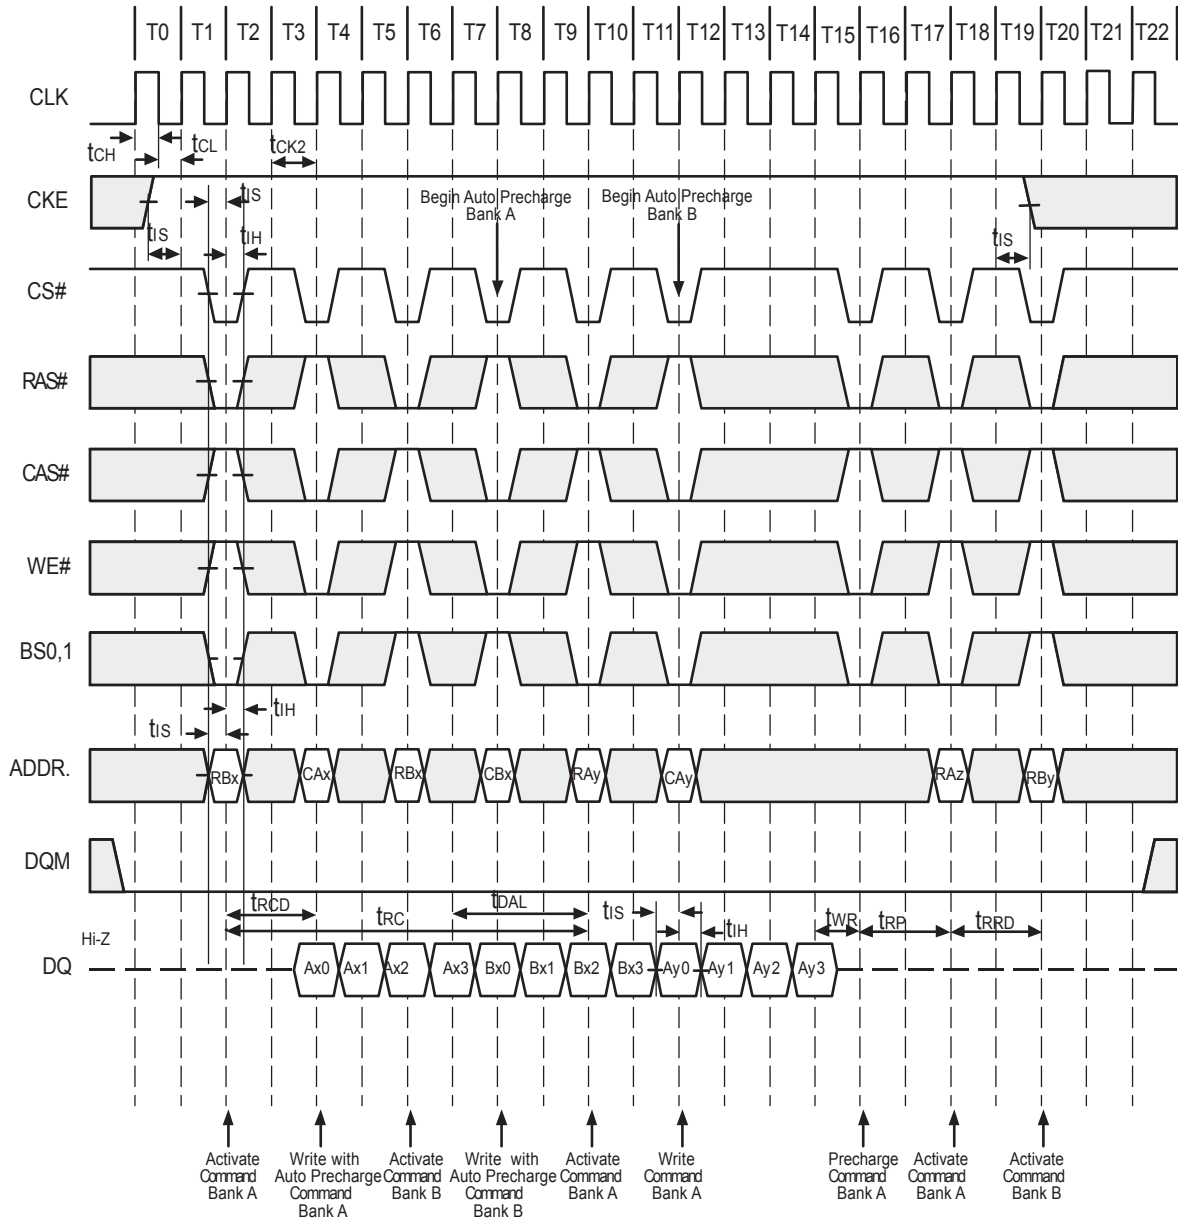 T0 T1 T2 T3 T4 T5 T6 T7 T8 T9 T10 T11 T12 T13 T14 T15 T16 T17 T18 T19 T20 T21 T22
CLK
tCH tCL tCK2
CKE
tIS
Begin Auto Precharge
Bank A
Begin Auto Precharge
Bank B
tIS tIH tIS
CS#
RAS#
CAS#
WE#
BS0,1
tIS tIH
ADDR.
RBx CAx RBx CBx RAy CAy RAz RBy
DQM
tRCD tRC tDAL tIS tIH tWR tRP tRRD
Hi-Z
DQ
Ax0 Ax1 Ax2 Ax3 Bx0 Bx1 Bx2 Bx3 Ay0 Ay1 Ay2 Ay3
Activate
Command
Bank A
Write with
Auto Precharge
Command
Bank A
Activate
Command
Bank B
Write with
Auto Precharge
Command
Bank B
Activate
Command
Bank A
Write
Command
Bank A
Precharge
Command
Bank A
Activate
Command
Bank A
Activate
Command
Bank B